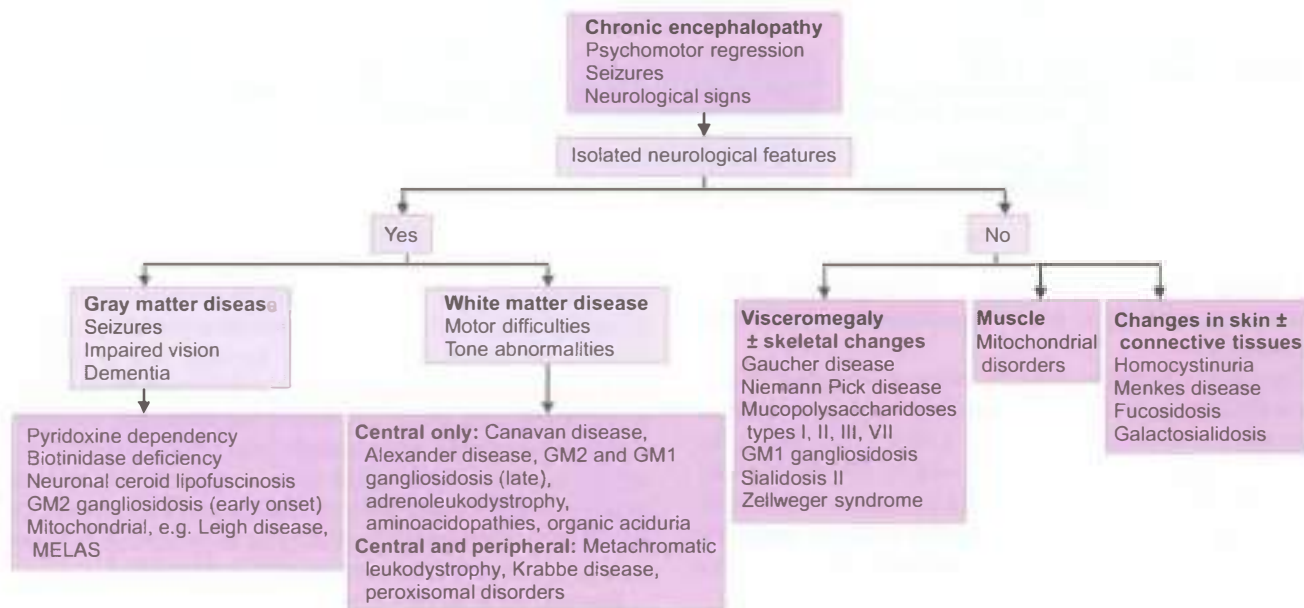 Chronic encephalopathy
Psychomotor regression
Seizures
Neurological signs
Isolated neurological features
Yes
No
Gray matter disease
Seizures
Impaired vision
Dementia
White matter disease
Motor difficulties
Tone abnormalities
Visceromegaly
± skeletal changes
Gaucher disease
Niemann Pick disease
Mucopolysaccharidoses
types I, II, III, VII
GM1 gangliosidosis
Sialidosis II
Zellweger syndrome
Muscle
Mitochondrial
disorders
Changes in skin ±
connective tissues
Homocystinuria
Menkes disease
Fucosidosis
Galactosialidosis
Pyridoxine dependency
Biotinidase deficiency
Neuronal ceroid lipofuscinosis
GM2 gangliosidosis (early onset)
Mitochondrial, e.g. Leigh disease,
MELAS
Central only: Canavan disease,
Alexander disease, GM2 and GM1
gangliosidosis (late),
adrenoleukodystrophy,
aminoacidopathies, organic aciduria
Central and peripheral: Metachromatic
leukodystrophy, Krabbe disease,
peroxisomal disorders